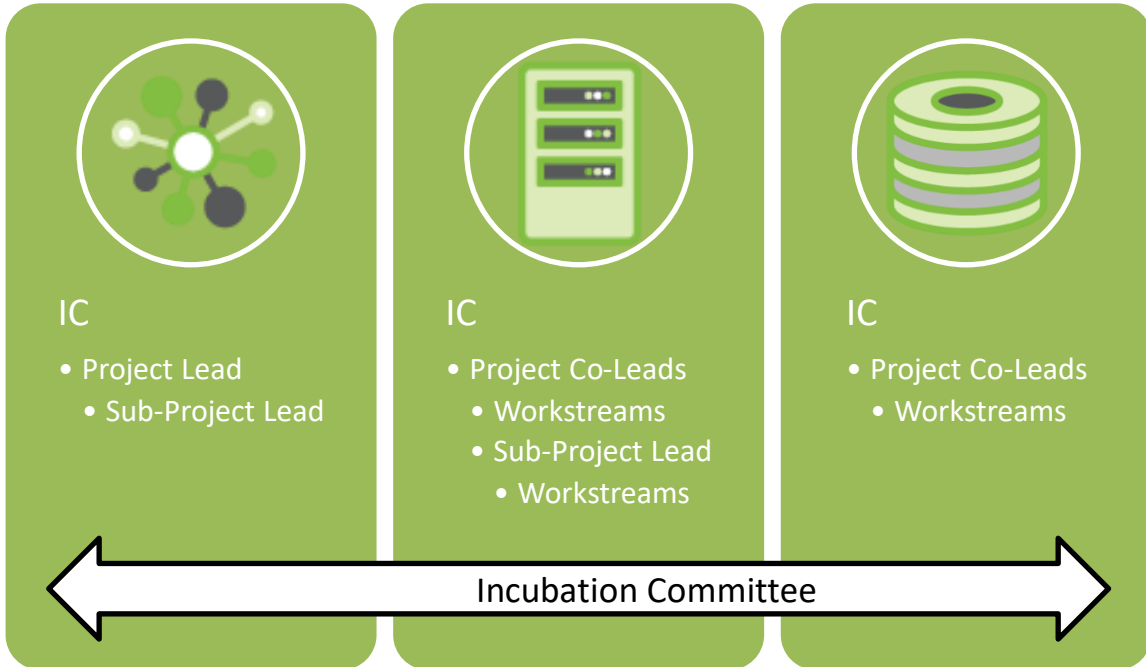 IC
• Project Lead
• Sub-Project Lead
IC
• Project Co-Leads
• Workstreams
• Sub-Project Lead
• Workstreams
IC
• Project Co-Leads
• Workstreams
Incubation Committee